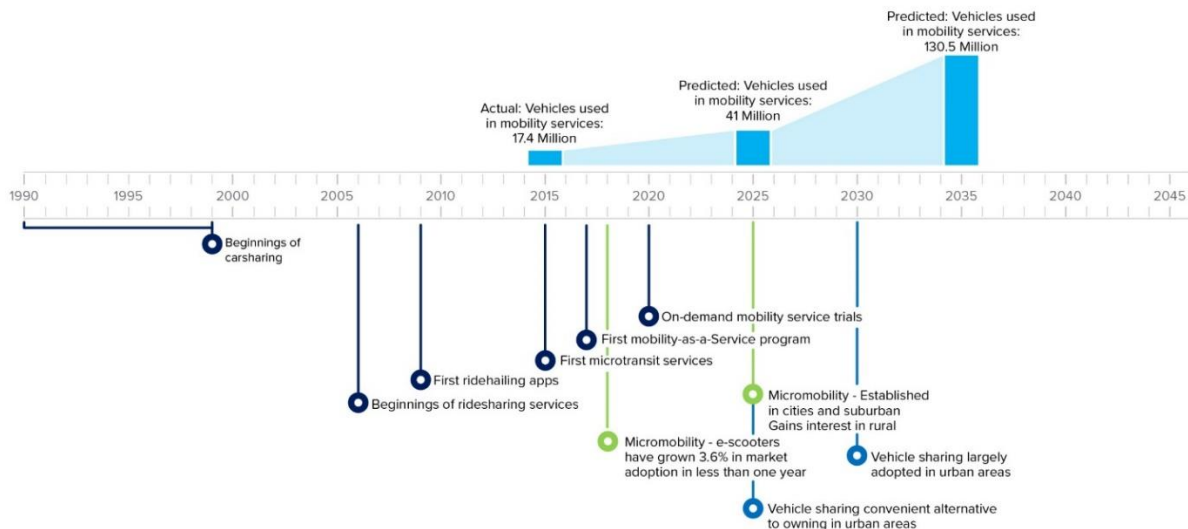 Predicted: Vehicles used
in mobility services:
130.5 Million
Predicted: Vehicles used
in mobility services:
41 Million
Actual: Vehicles used
in mobility services:
17.4 Million
1990
1995
2000
2005
2010
2015
2020
2025
2030
2035
2040
2045
Beginnings of
carsharing
On-demand mobility service trials
First mobility-as-a-Service program
First microtransit services
First ridehailing apps
Beginnings of ridesharing services
Micromobility - Established
in cities and suburban
Gains interest in rural
Micromobility - e-scooters
have grown 3.6% in market
adoption in less than one year
Vehicle sharing largely
adopted in urban areas
Vehicle sharing convenient alternative
to owning in urban areas